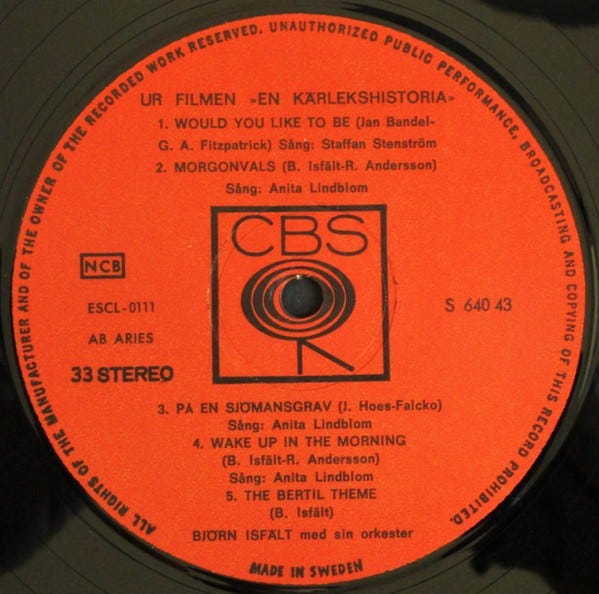 ALL RIGHTS OF THE MANUFACTURER AND OF THE OWNER OF THE RECORDED WORK RESERVED. UNAUTHORIZED PUBLIC PERFORMANCE, BROADCASTING AND COPYING OF THIS RECORD PROHIBITED.
UR FILMEN »EN KÄRLEKSHISTORIA»
1. WOULD YOU LIKE TO BE (Jan Bandel-
G. A. Fitzpatrick) Sång: Staffan Stenström
2. MORGONVALS (B. Isfält-R. Andersson)
Sång: Anita Lindblom
CBS
NCB
ESCL-0111
S 640 43
AB ARIES
33 STEREO
3. PÅ EN SJÖMANSGRAV (J. Hoes-Falcko)
Sång: Anita Lindblom
4. WAKE UP IN THE MORNING
(B. Isfält-R. Andersson)
Sång: Anita Lindblom
5. THE BERTIL THEME
(B. Isfält)
BJÖRN ISFÄLT med sin orkester
MADE IN SWEDEN